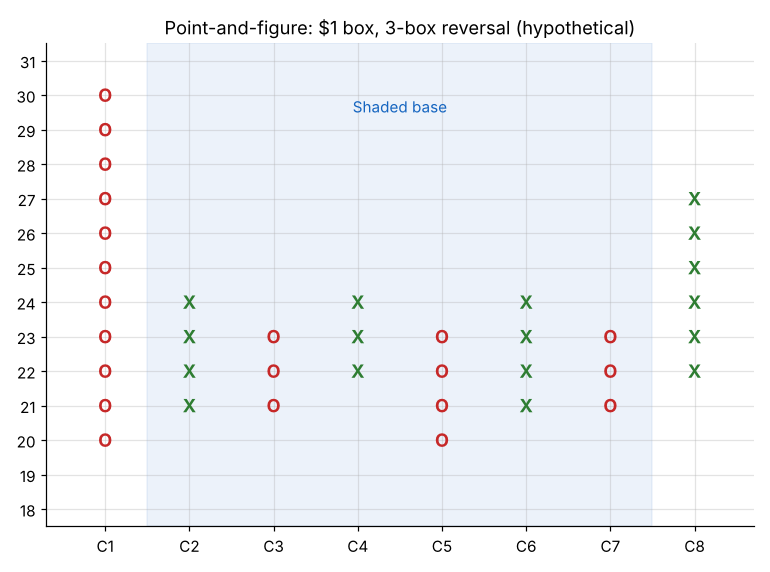 Point-and-figure: $1 box, 3-box reversal (hypothetical)
31
30 O
Shaded base
29 O
28 O
27 O X
26 O X
25 O X
24 O X X X X
23 O X O X O X O X
22 O X O X O X O X
21 O X O O X O
20 O O
19
18
C1 C2 C3 C4 C5 C6 C7 C8